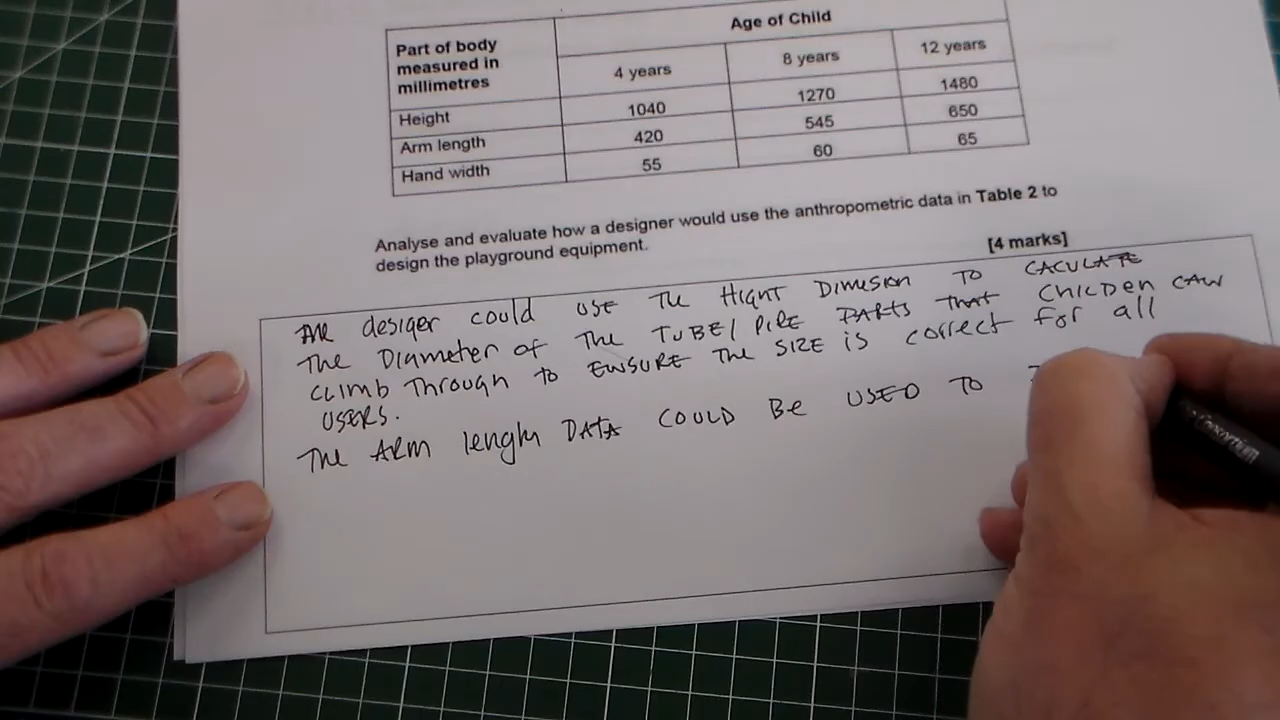 Age of Child
Part of body measured in millimetres
4 years 8 years 12 years
Height 1040 1270 1480
Arm length 420 545 650
Hand width 55 60 65
Analyse and evaluate how a designer would use the anthropometric data in Table 2 to
design the playground equipment.
[4 marks]
THE desiger could USE THE HIGHT DIMESION TO CACULATE
THE DIAMETER of THE TUBE/PIPE PARTS THAT CHILDEN CAN
CLIMB THROUGH TO ENSURE THE SIZE iS correct for all
USERS.
THE ARM lengh DATA COULD BE USED TO
Consortium